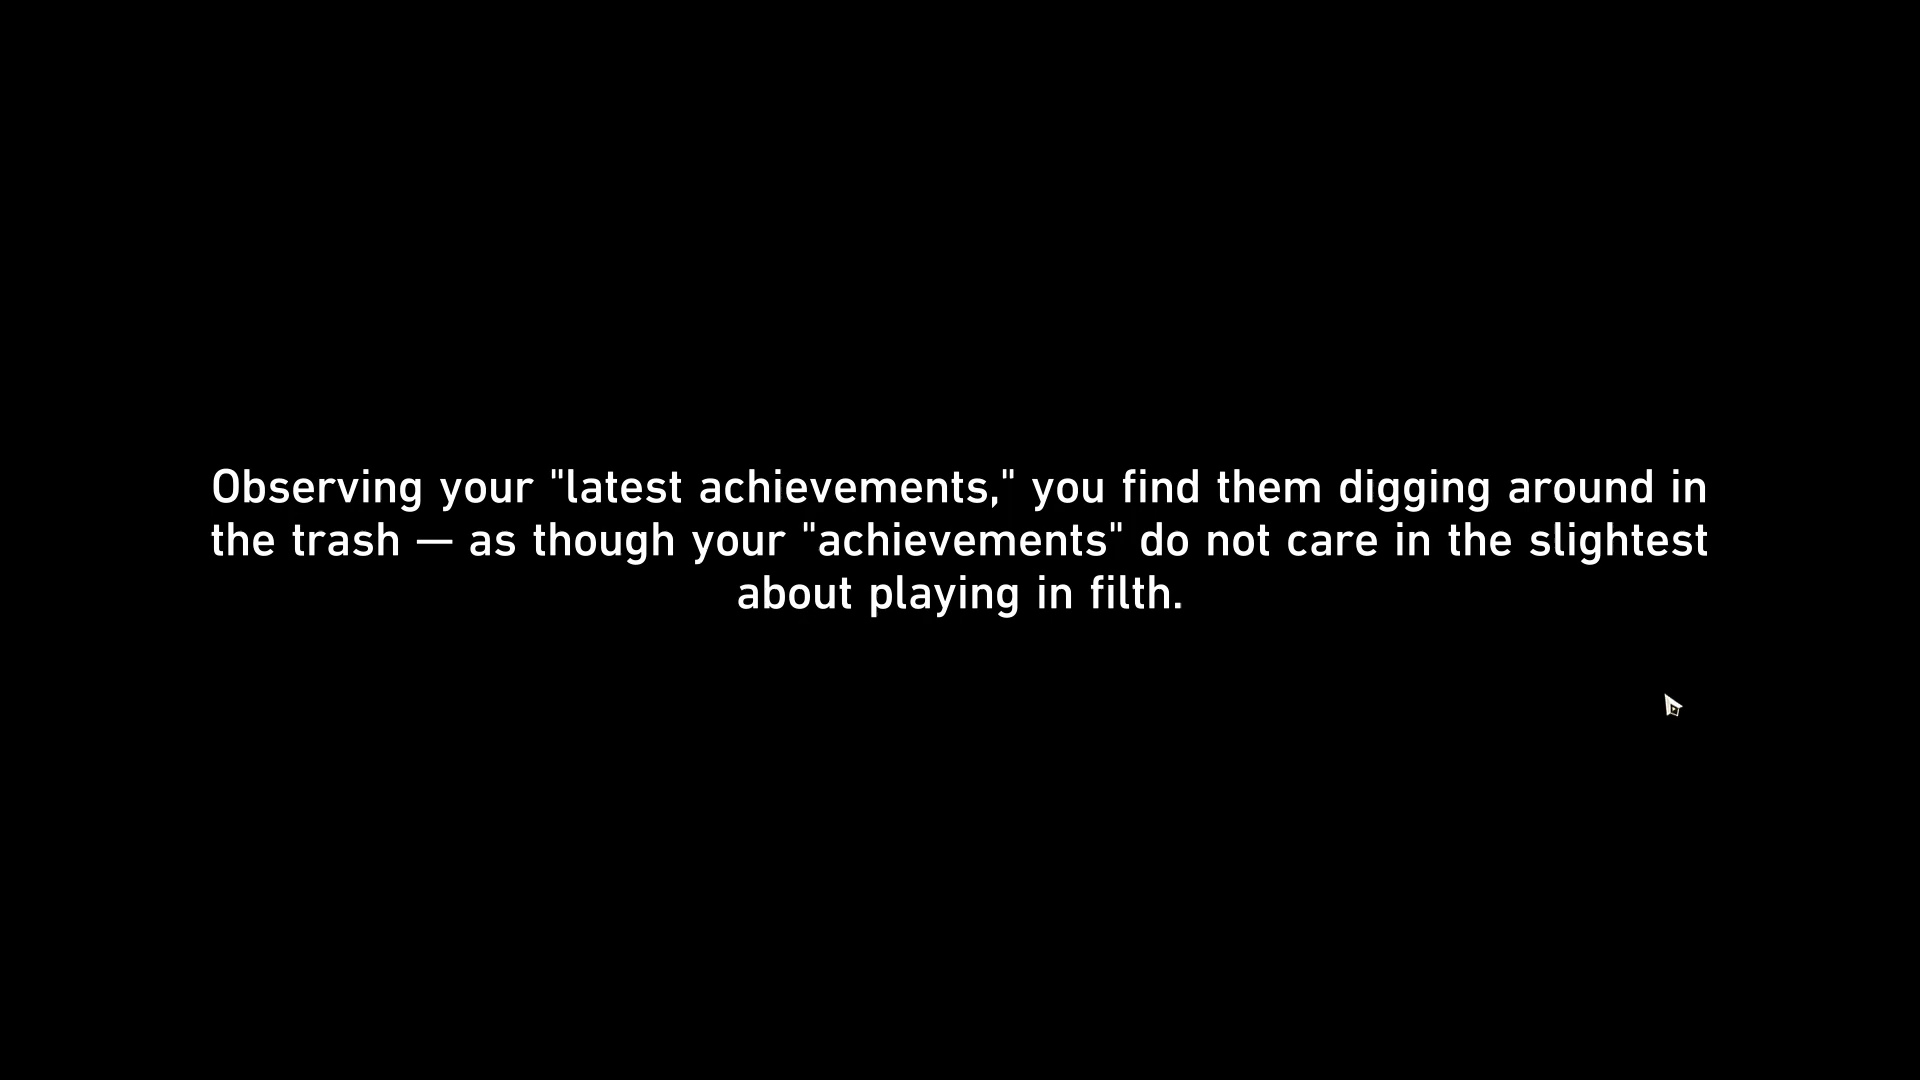 Observing your "latest achievements," you find them digging around in
the trash — as though your "achievements" do not care in the slightest
about playing in filth.